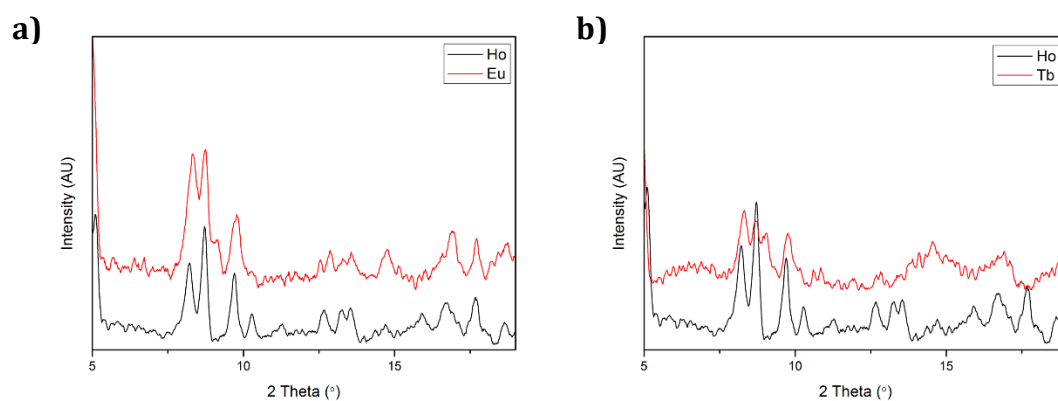 a)
Ho
Eu
Intensity (AU)
5
10
15
2 Theta (°)
b)
Ho
Tb
Intensity (AU)
5
10
15
2 Theta (°)